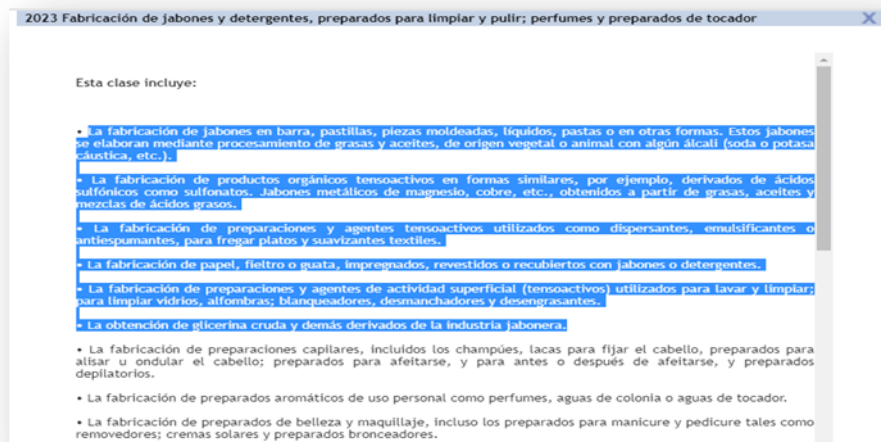 2023 Fabricación de jabones y detergentes, preparados para limpiar y pulir; perfumes y preparados de tocador
Esta clase incluye:
• La fabricación de jabones en barra, pastillas, piezas moldeadas, líquidos, pastas o en otras formas. Estos jabones
se elaboran mediante procesamiento de grasas y aceites, de origen vegetal o animal con algún álcali (soda o potasa
cáustica, etc.).
• La fabricación de productos orgánicos tensoactivos en formas similares, por ejemplo, derivados de ácidos
sulfónicos como sulfonatos. Jabones metálicos de magnesio, cobre, etc., obtenidos a partir de grasas, aceites y
mezclas de ácidos grasos.
• La fabricación de preparaciones y agentes tensoactivos utilizados como dispersantes, emulsificantes o
antiespumantes, para fregar platos y suavizantes textiles.
• La fabricación de papel, fieltro o guata, impregnados, revestidos o recubiertos con jabones o detergentes.
• La fabricación de preparaciones y agentes de actividad superficial (tensoactivos) utilizados para lavar y limpiar;
para limpiar vidrios, alfombras; blanqueadores, desmanchadores y desengrasantes.
• La obtención de glicerina cruda y demás derivados de la industria jabonera.
• La fabricación de preparaciones capilares, incluidos los champúes, lacas para fijar el cabello, preparados para
alisar u ondular el cabello; preparados para afeitarse, y para antes o después de afeitarse, y preparados
depilatorios.
• La fabricación de preparados aromáticos de uso personal como perfumes, aguas de colonia o aguas de tocador.
• La fabricación de preparados de belleza y maquillaje, incluso los preparados para manicure y pedicure tales como
removedores; cremas solares y preparados bronceadores.